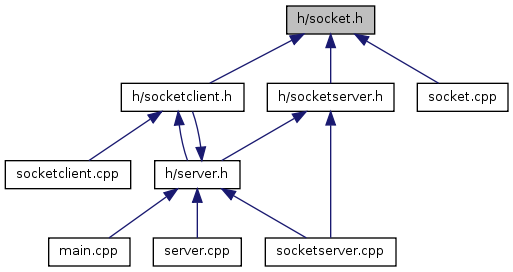 h/socket.h
h/socketclient.h
h/socketserver.h
socket.cpp
socketclient.cpp
h/server.h
main.cpp
server.cpp
socketserver.cpp